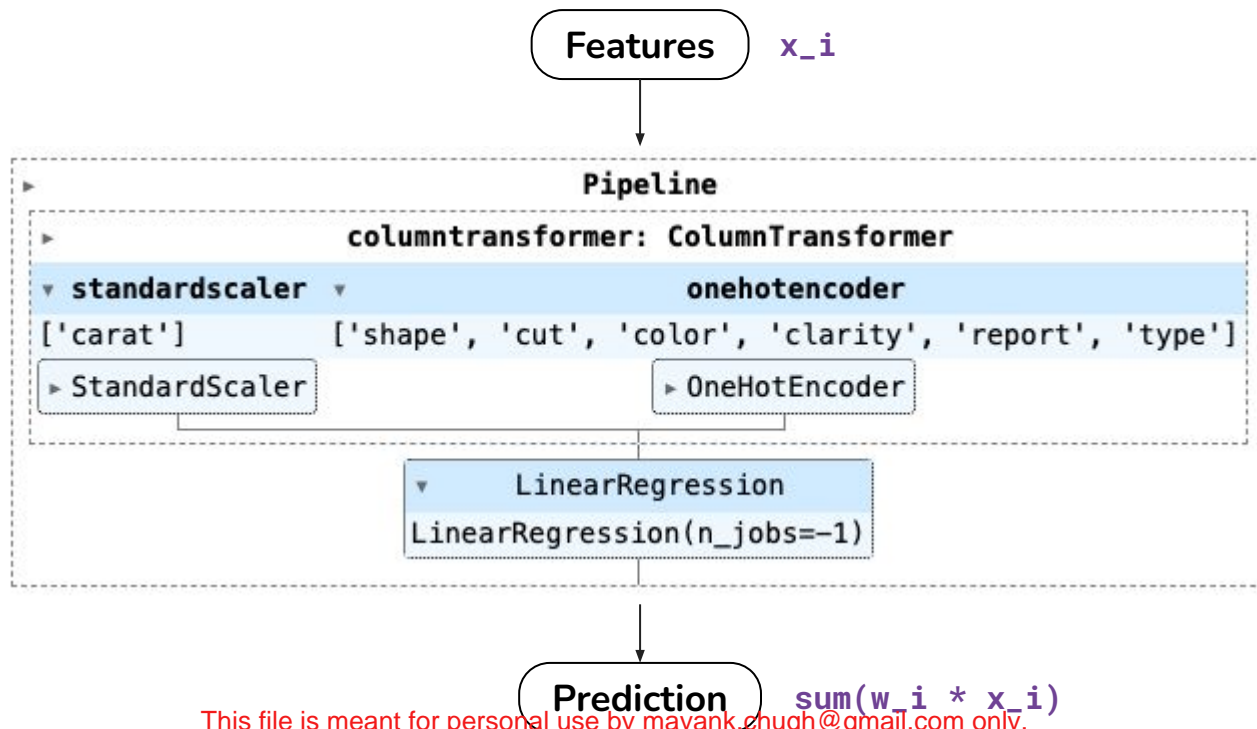 Features x_i
Pipeline
columntransformer: ColumnTransformer
standardscaler onehotencoder
['carat'] ['shape', 'cut', 'color', 'clarity', 'report', 'type']
StandardScaler OneHotEncoder
LinearRegression
LinearRegression(n_jobs=-1)
Prediction sum(w_i * x_i)
This file is meant for personal use by mayank.chugh@gmail.com only.